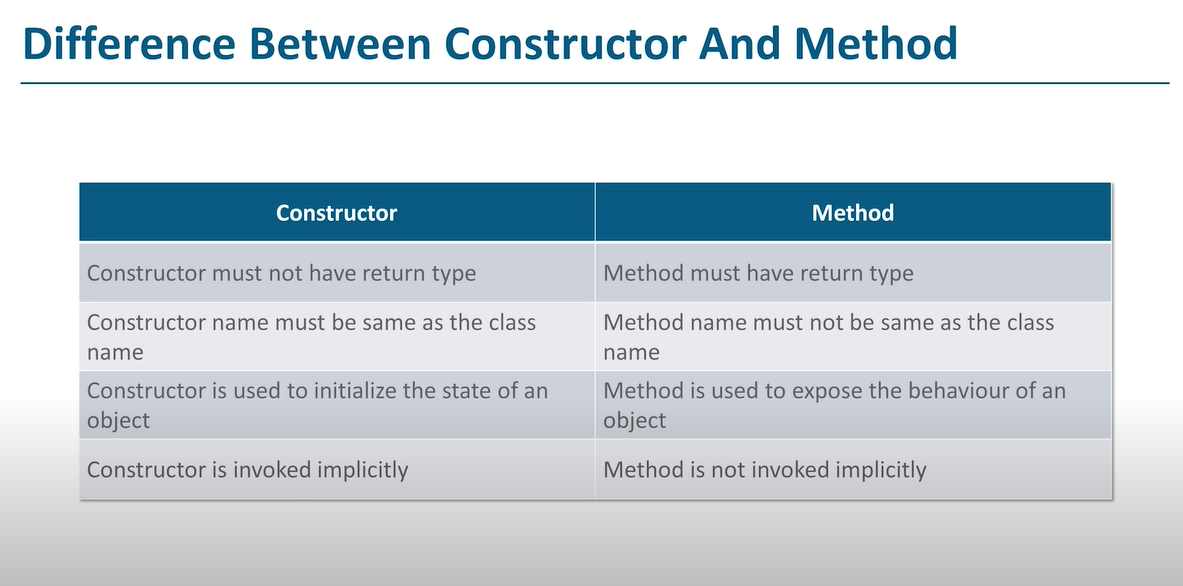 Difference Between Constructor And Method
Constructor
Method
Constructor must not have return type
Method must have return type
Constructor name must be same as the class
name
Method name must not be same as the class
name
Constructor is used to initialize the state of an
object
Method is used to expose the behaviour of an
object
Constructor is invoked implicitly
Method is not invoked implicitly